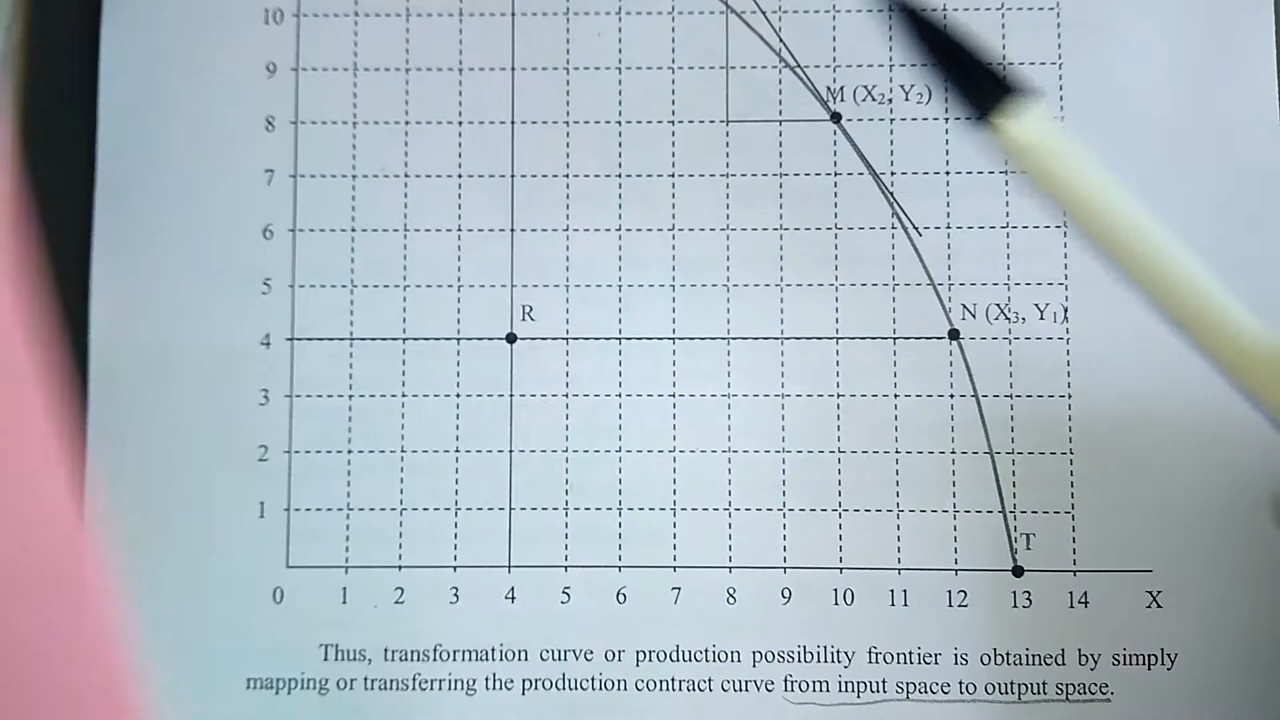 10
9
M (X₂, Y₂)
8
7
6
5
N (X₃, Y₁)
R
4
3
2
1
T
0 1 2 3 4 5 6 7 8 9 10 11 12 13 14 X
Thus, transformation curve or production possibility frontier is obtained by simply
mapping or transferring the production contract curve from input space to output space.